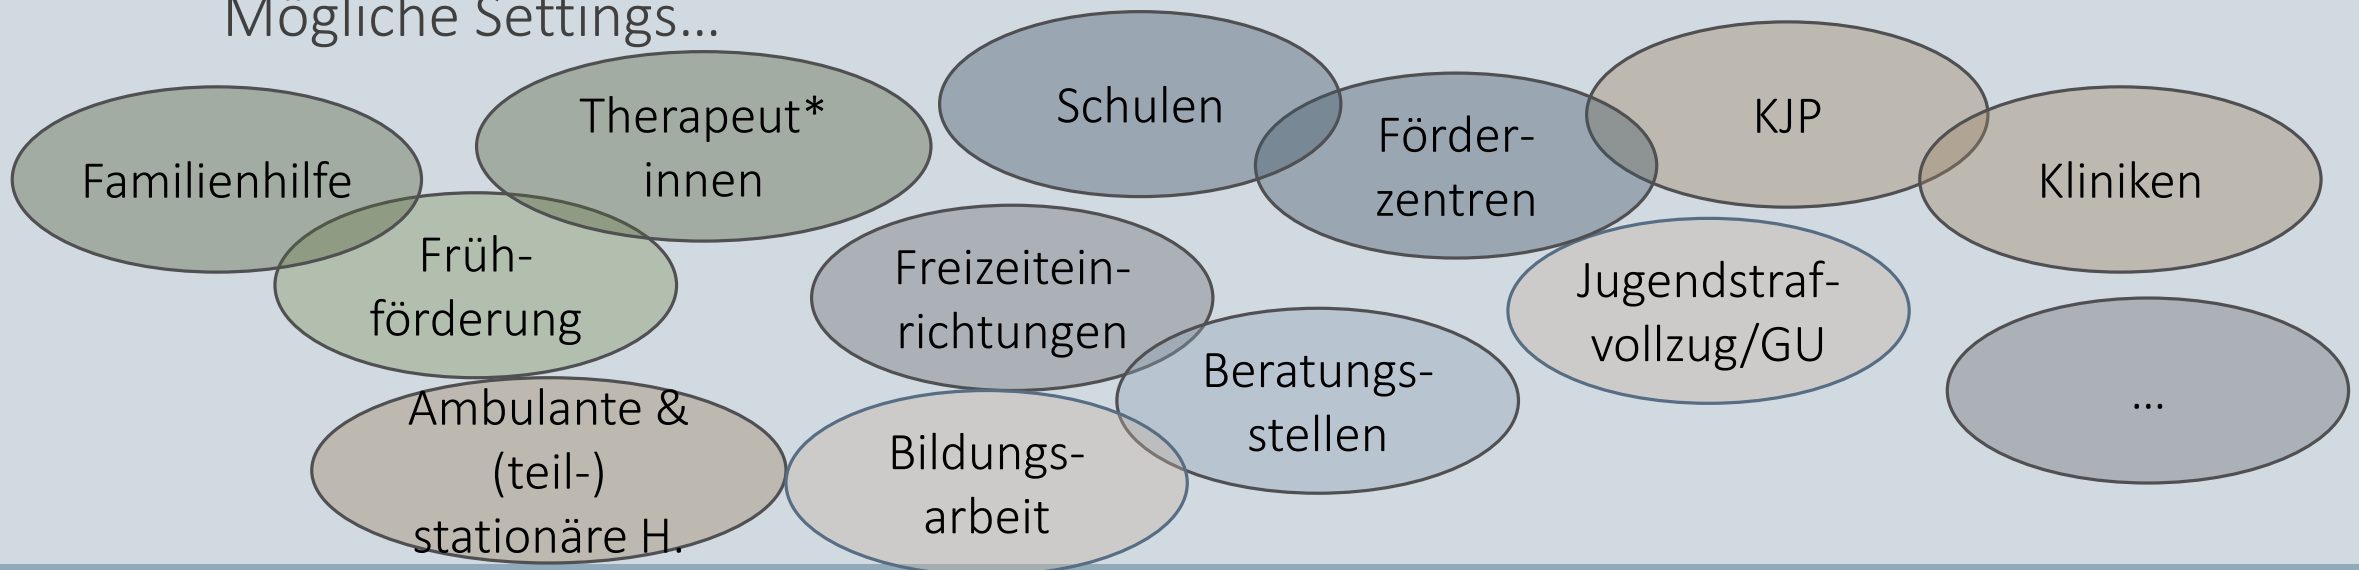 Mögliche Settings...
Familienhilfe
Therapeut*
innen
Früh-
förderung
Ambulante &
(teil-)
stationäre H.
Schulen
Förder-
zentren
KJP
Kliniken
Freizeitein-
richtungen
Beratungs-
stellen
Bildungs-
arbeit
Jugendstraf-
vollzug/GU
...